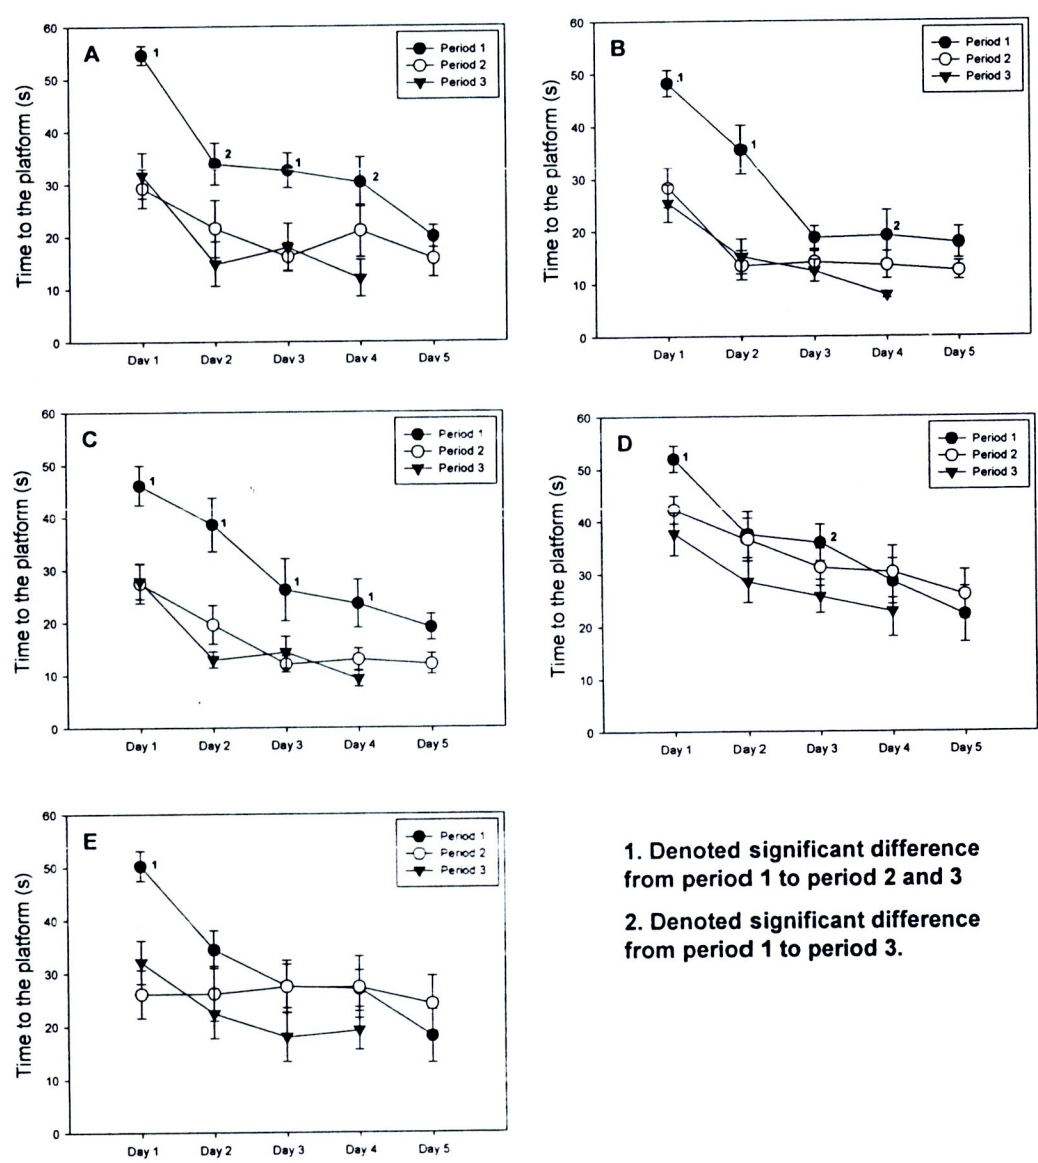 A
Period 1
Period 2
Period 3
Time to the platform (s)
60
50
40
30
20
10
0
Day 1
Day 2
Day 3
Day 4
Day 5
1
2
1
2
B
Period 1
Period 2
Period 3
Time to the platform (s)
60
50
40
30
20
10
0
Day 1
Day 2
Day 3
Day 4
Day 5
1
1
2
C
Period 1
Period 2
Period 3
Time to the platform (s)
60
50
40
30
20
10
0
Day 1
Day 2
Day 3
Day 4
Day 5
1
1
1
1
D
Period 1
Period 2
Period 3
Time to the platform (s)
60
50
40
30
20
10
0
Day 1
Day 2
Day 3
Day 4
Day 5
1
2
E
Period 1
Period 2
Period 3
Time to the platform (s)
60
50
40
30
20
10
0
Day 1
Day 2
Day 3
Day 4
Day 5
1
1. Denoted significant difference
from period 1 to period 2 and 3
2. Denoted significant difference
from period 1 to period 3.